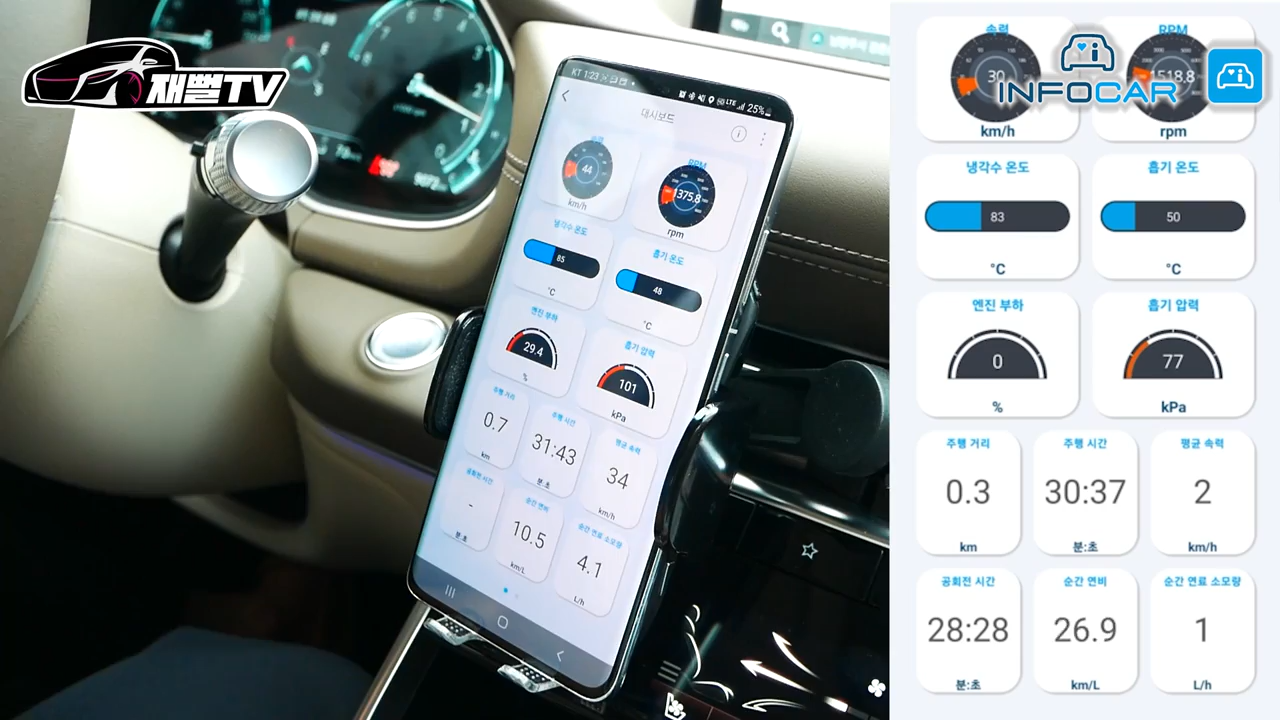 재뻘TV
KT 1:23
LTE
25%
대시보드
속력
44
km/h
RPM
1375.8
rpm
냉각수 온도
85
°C
흡기 온도
48
°C
엔진 부하
29.4
%
흡기 압력
101
kPa
주행 거리
0.7
km
주행 시간
31:43
분:초
평균 속력
34
km/h
공회전 시간
-
분:초
순간 연비
10.5
km/L
순간 연료 소모량
4.1
L/h
INFOCAR
속력
30
km/h
RPM
1518.8
rpm
냉각수 온도
83
°C
흡기 온도
50
°C
엔진 부하
0
%
흡기 압력
77
kPa
주행 거리
0.3
km
주행 시간
30:37
분:초
평균 속력
2
km/h
공회전 시간
28:28
분:초
순간 연비
26.9
km/L
순간 연료 소모량
1
L/h